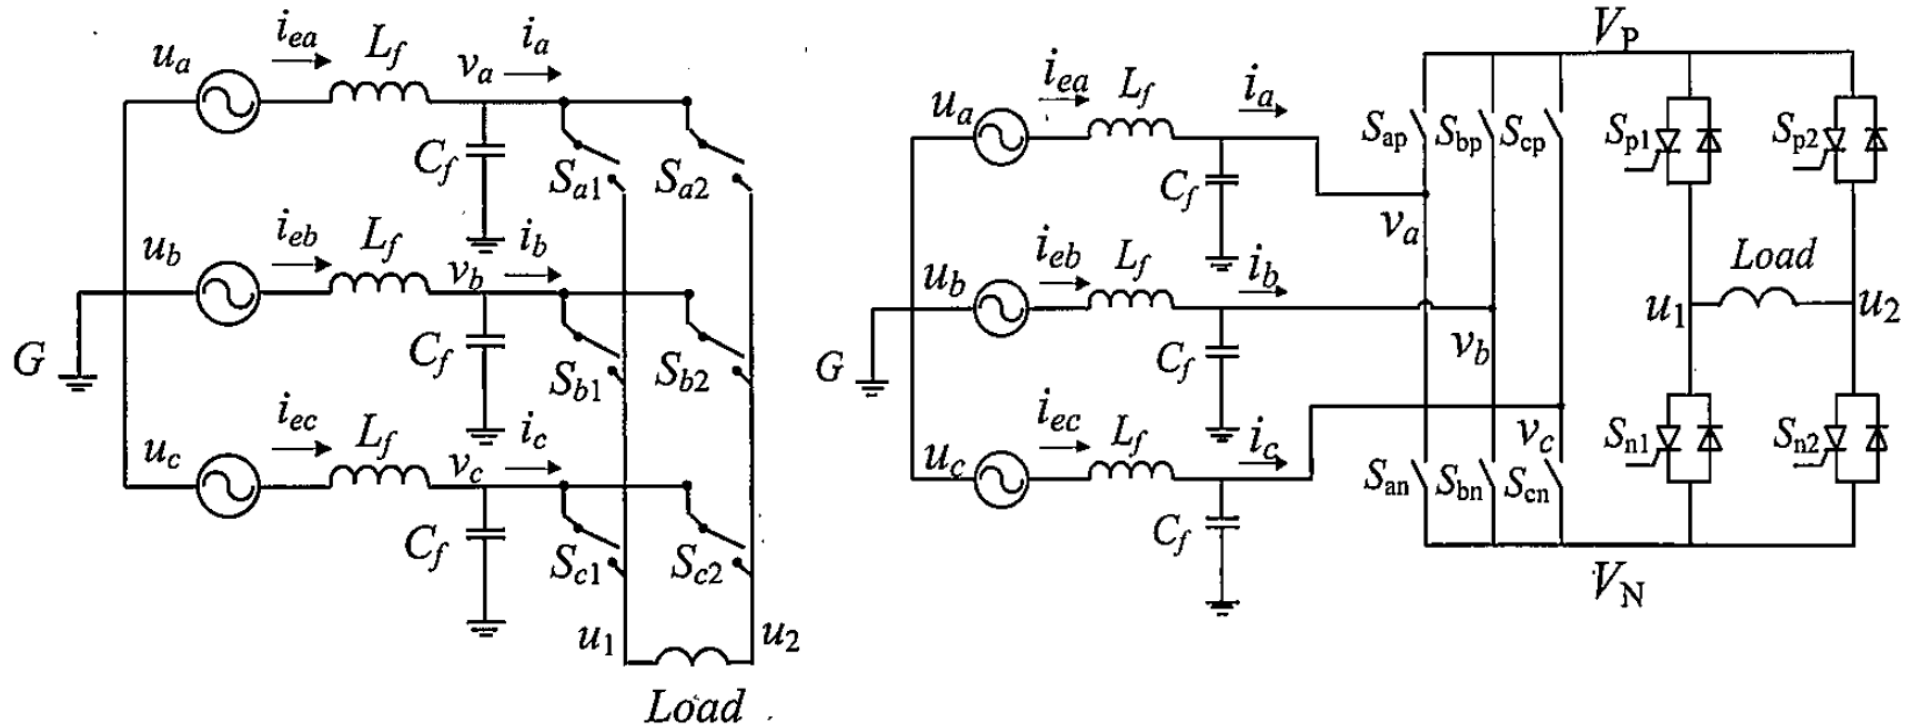 u_a i_ea L_f v_a i_a
C_f S_a1 S_a2
u_b i_eb L_f v_b i_b
G C_f S_b1 S_b2
u_c i_ec L_f v_c i_c
C_f S_c1 S_c2
u_1 u_2
Load
V_P
u_a i_ea L_f i_a S_ap S_bp S_cp S_p1 S_p2
C_f v_a
u_b i_eb L_f i_b u_1 Load u_2
G C_f v_b
u_c i_ec L_f i_c v_c S_n1 S_n2
C_f S_an S_bn S_cn
V_N